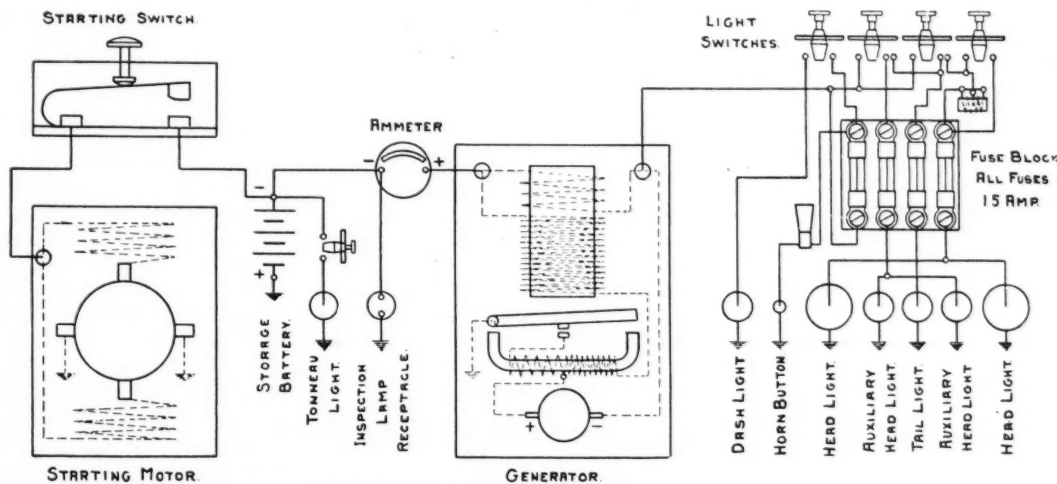 STARTING SWITCH.
LIGHT
SWITCHES.
AMMETER
-
+
FUSE BLOCK
ALL FUSES
15 AMP.
-
+
STORAGE
BATTERY.
TONNEAU
LIGHT.
INSPECTION
LAMP
RECEPTACLE.
+
-
DASH LIGHT
HORN BUTTON
HEAD LIGHT.
AUXILIARY
HEAD LIGHT.
TAIL LIGHT.
AUXILIARY
HEAD LIGHT
HEAD LIGHT.
STARTING MOTOR.
GENERATOR.